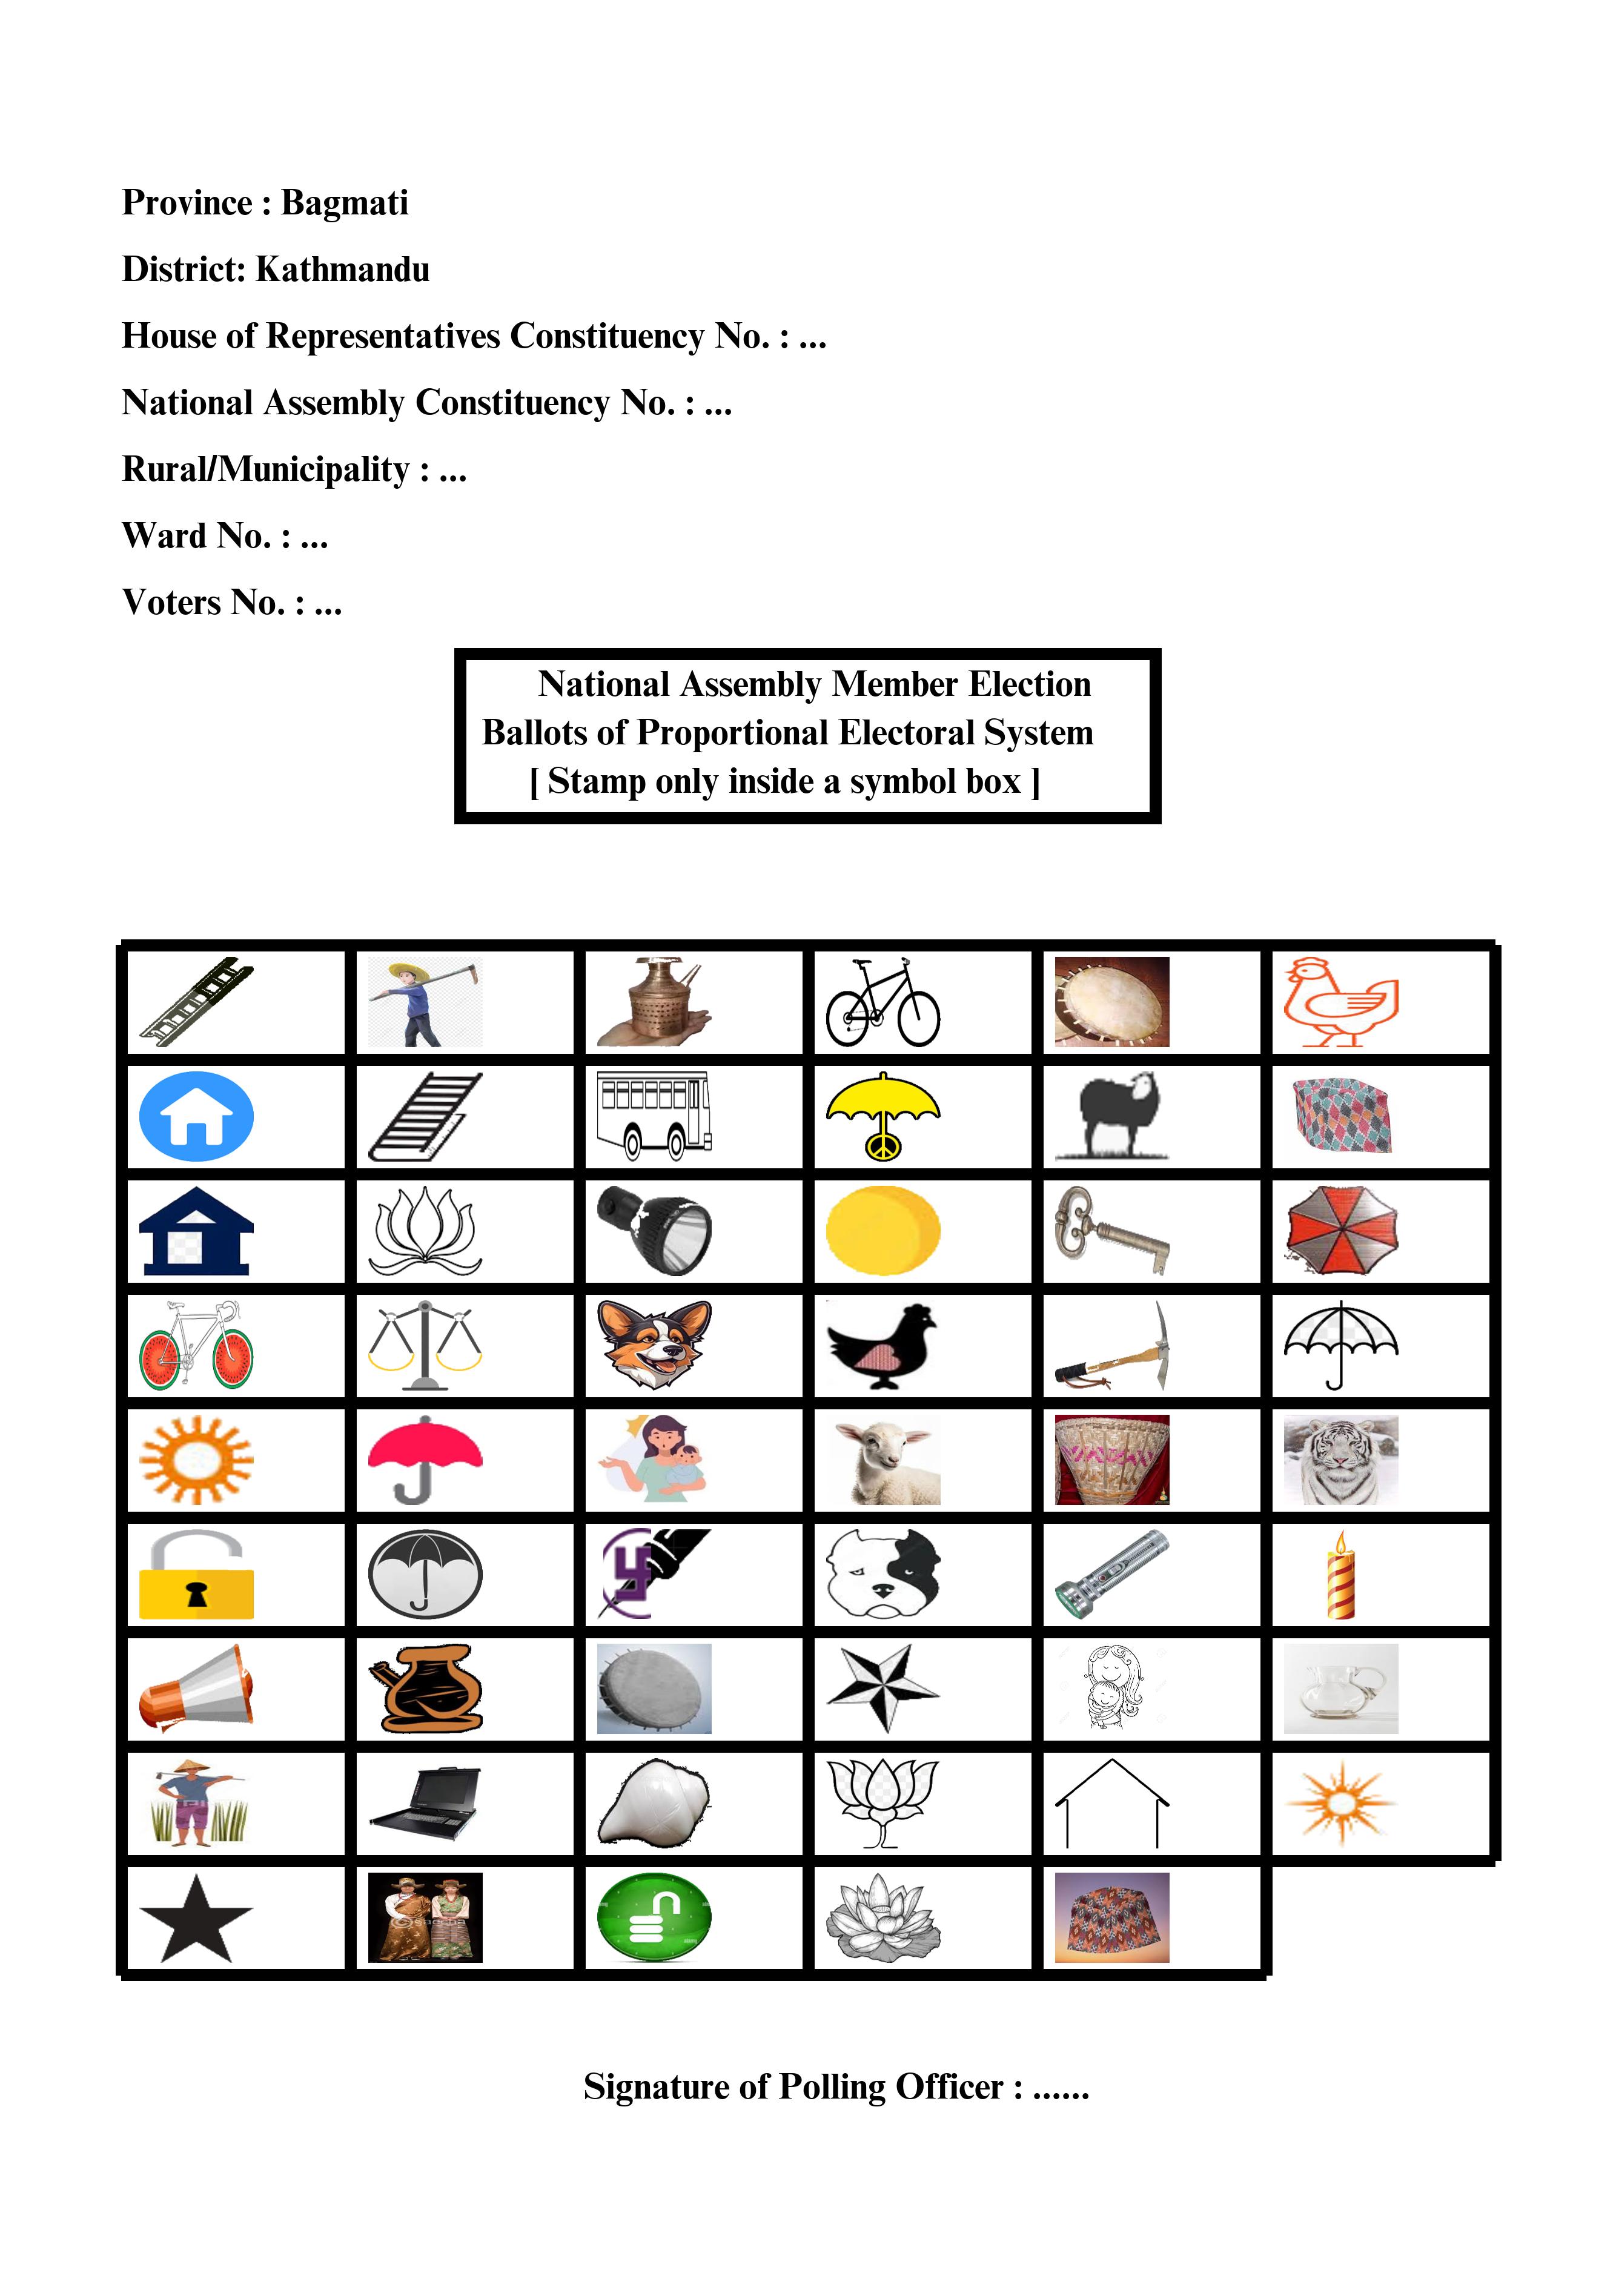 Province : Bagmati
District: Kathmandu
House of Representatives Constituency No. : ...
National Assembly Constituency No. : ...
Rural/Municipality : ...
Ward No. : ...
Voters No. : ...
National Assembly Member Election
Ballots of Proportional Electoral System
[ Stamp only inside a symbol box ]
Signature of Polling Officer : ......